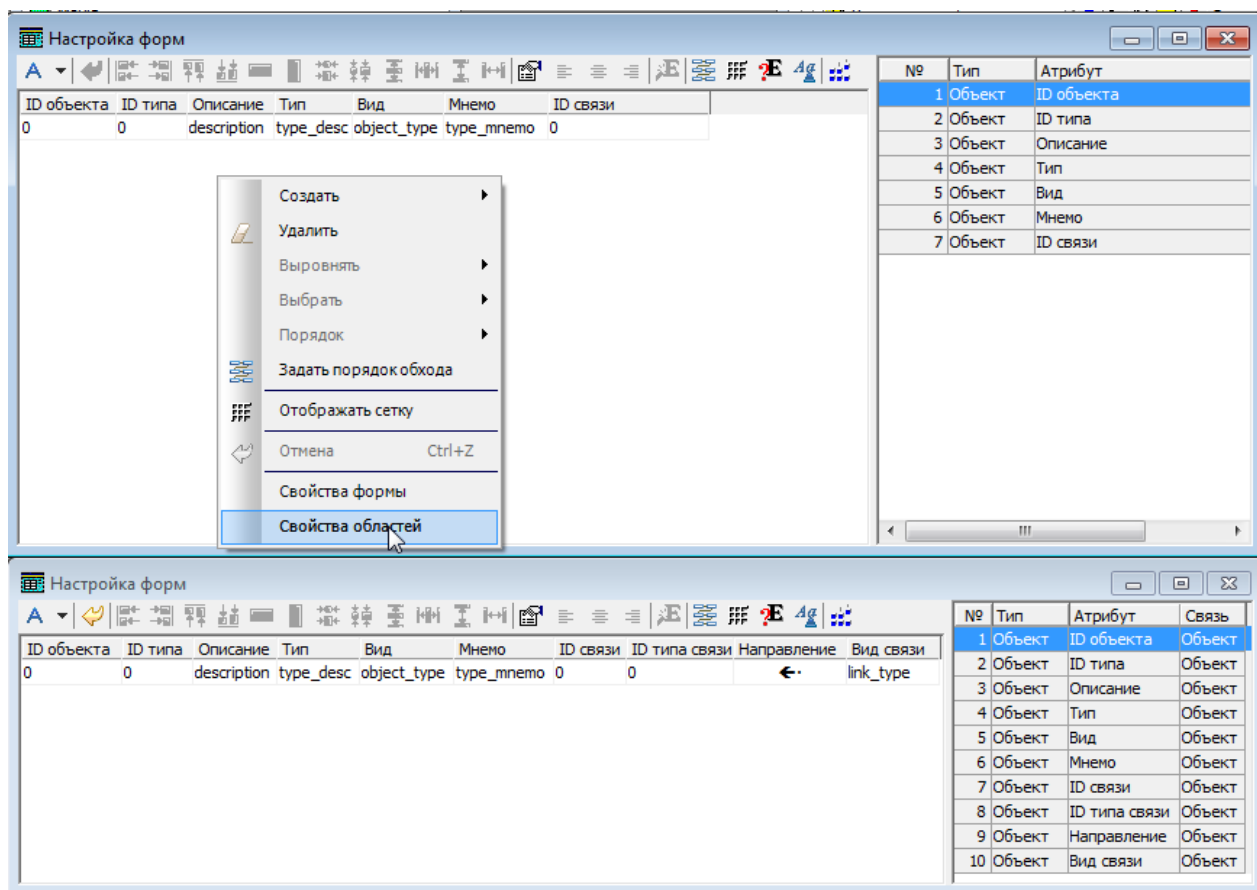 Настройка форм
№ Тип Атрибут
1 Объект ID объекта
2 Объект ID типа
3 Объект Описание
4 Объект Тип
5 Объект Вид
6 Объект Мнемо
7 Объект ID связи
ID объекта ID типа Описание Тип Вид Мнемо ID связи
0 0 description type_desc object_type type_mnemo 0
Создать
Удалить
Выровнять
Выбрать
Порядок
Задать порядок обхода
Отображать сетку
Отмена Ctrl+Z
Свойства формы
Свойства областей
Настройка форм
ID объекта ID типа Описание Тип Вид Мнемо ID связи ID типа связи Направление Вид связи
0 0 description type_desc object_type type_mnemo 0 0 link_type
№ Тип Атрибут Связь
1 Объект ID объекта Объект
2 Объект ID типа Объект
3 Объект Описание Объект
4 Объект Тип Объект
5 Объект Вид Объект
6 Объект Мнемо Объект
7 Объект ID связи Объект
8 Объект ID типа связи Объект
9 Объект Направление Объект
10 Объект Вид связи Объект